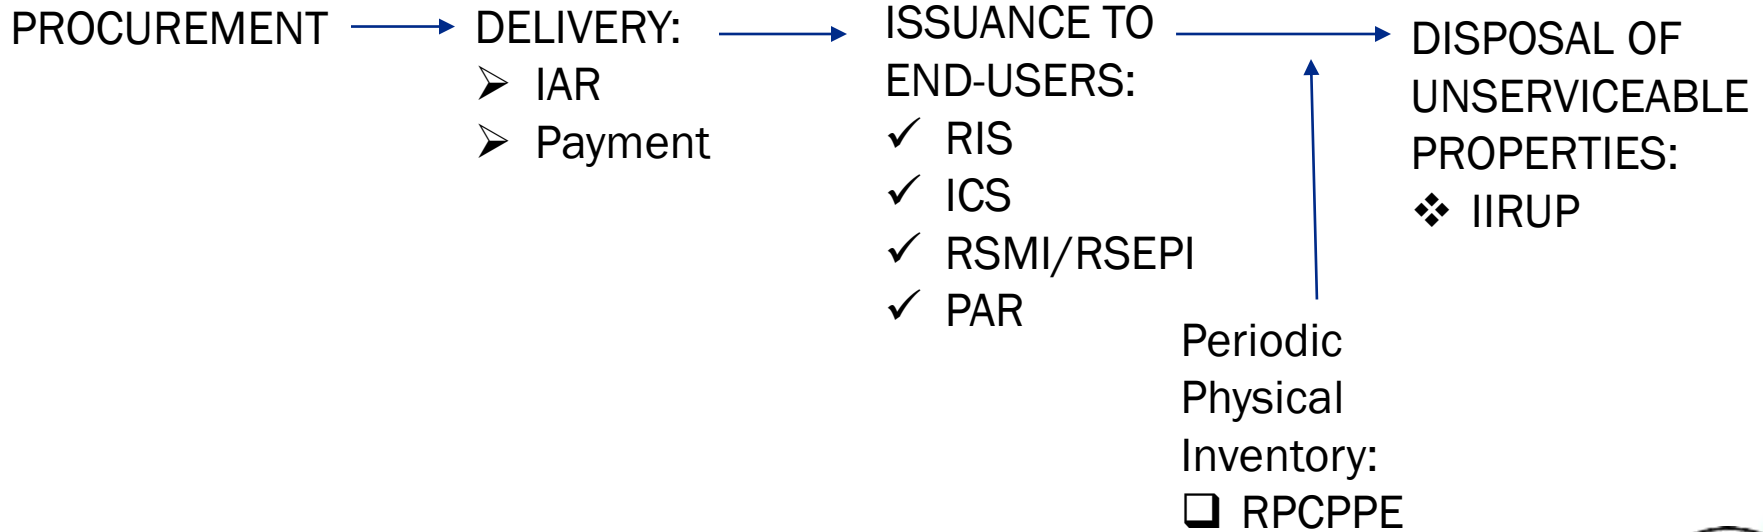 PROCUREMENT
DELIVERY:
IAR
Payment
ISSUANCE TO
END-USERS:
RIS
ICS
RSMI/RSEPI
PAR
Periodic
Physical
Inventory:
RPCPPE
DISPOSAL OF
UNSERVICEABLE
PROPERTIES:
IIRUP